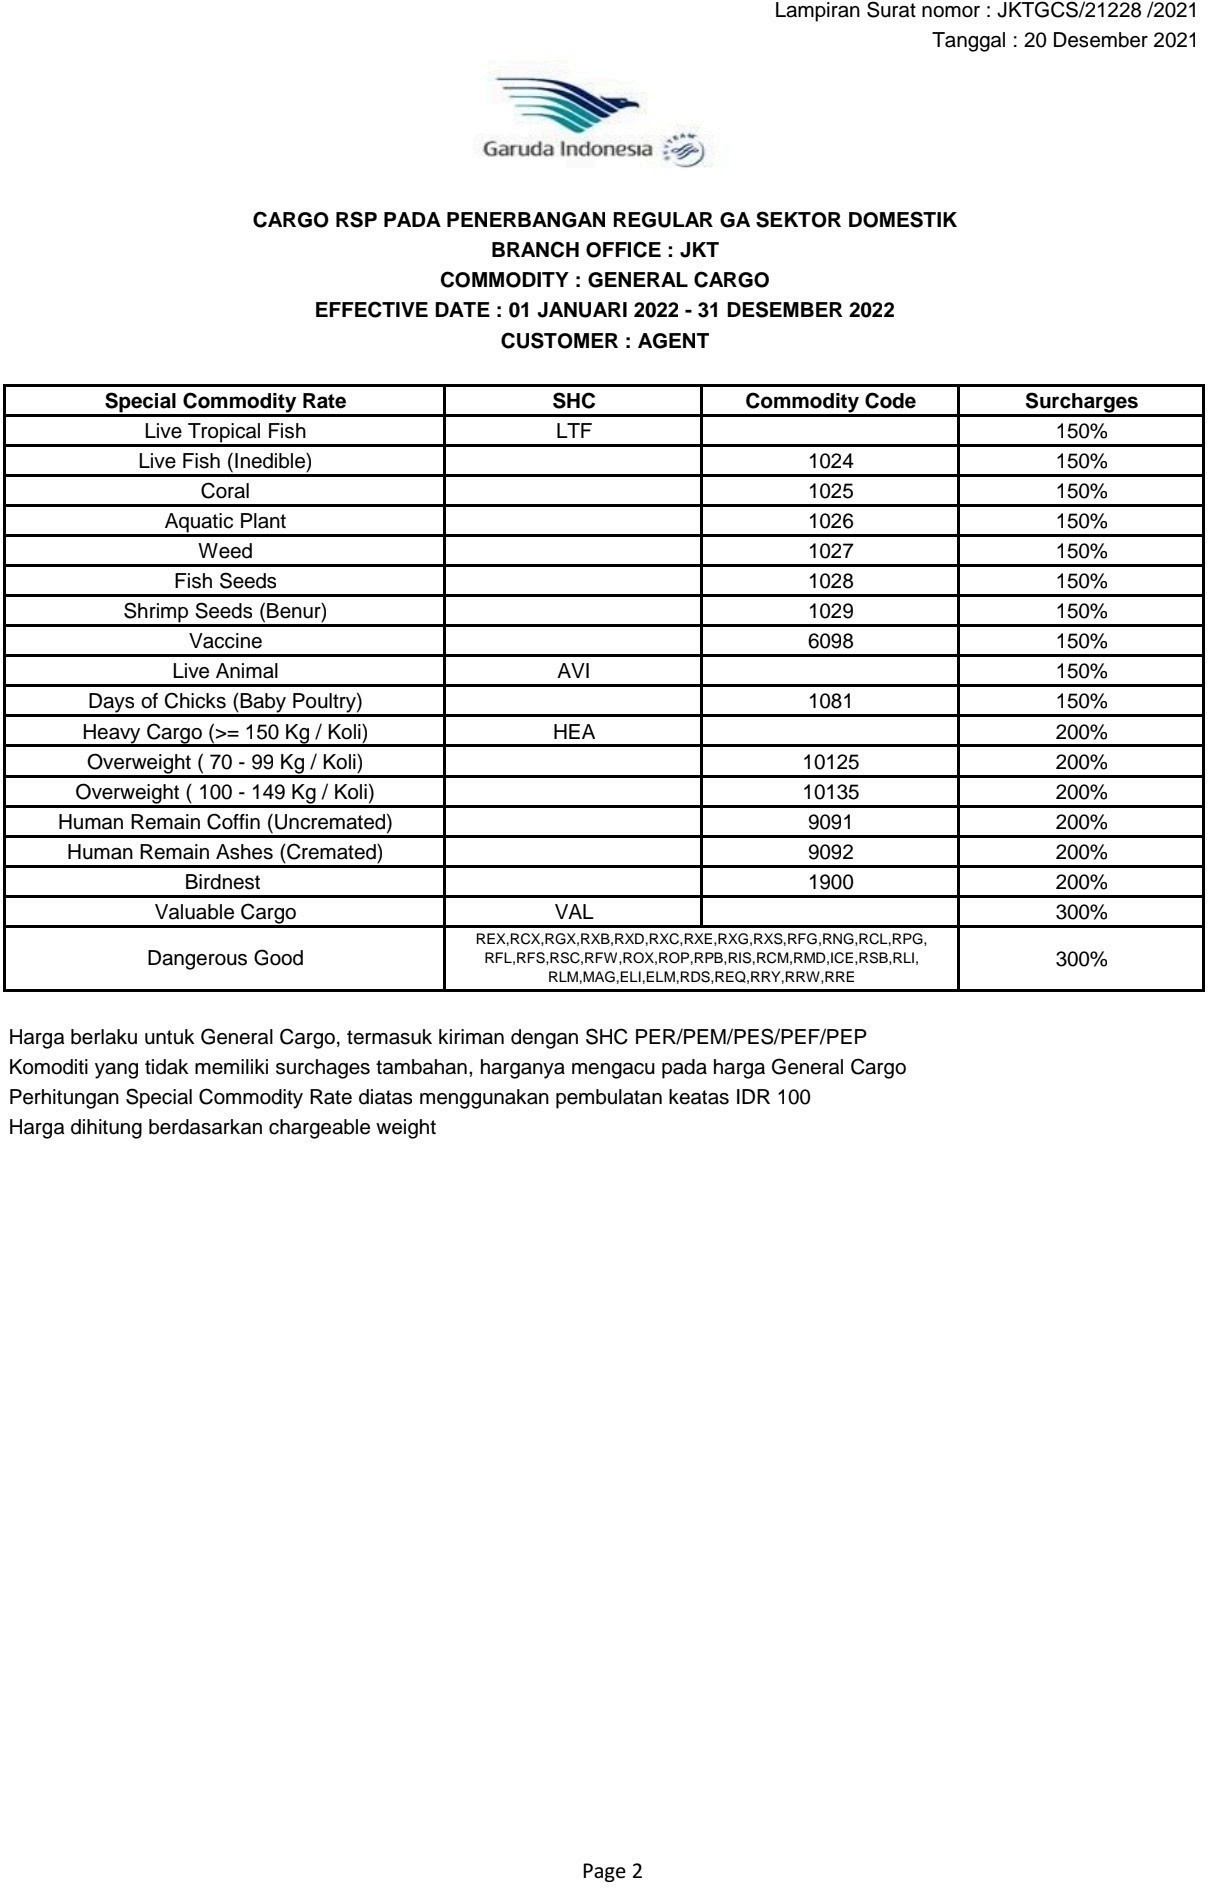 Lampiran Surat nomor : JKTGCS/21228 /2021
Tanggal : 20 Desember 2021
Garuda Indonesia
CARGO RSP PADA PENERBANGAN REGULAR GA SEKTOR DOMESTIK
BRANCH OFFICE : JKT
COMMODITY : GENERAL CARGO
EFFECTIVE DATE : 01 JANUARI 2022 - 31 DESEMBER 2022
CUSTOMER : AGENT
Special Commodity Rate SHC Commodity Code Surcharges
Live Tropical Fish LTF 150%
Live Fish (Inedible) 1024 150%
Coral 1025 150%
Aquatic Plant 1026 150%
Weed 1027 150%
Fish Seeds 1028 150%
Shrimp Seeds (Benur) 1029 150%
Vaccine 6098 150%
Live Animal AVI 150%
Days of Chicks (Baby Poultry) 1081 150%
Heavy Cargo (>= 150 Kg / Koli) HEA 200%
Overweight ( 70 - 99 Kg / Koli) 10125 200%
Overweight ( 100 - 149 Kg / Koli) 10135 200%
Human Remain Coffin (Uncremated) 9091 200%
Human Remain Ashes (Cremated) 9092 200%
Birdnest 1900 200%
Valuable Cargo VAL 300%
Dangerous Good REX,RCX,RGX,RXB,RXD,RXC,RXE,RXG,RXS,RFG,RNG,RCL,RPG,
RFL,RFS,RSC,RFW,ROX,ROP,RPB,RIS,RCM,RMD,ICE,RSB,RLI,
RLM,MAG,ELI,ELM,RDS,REQ,RRY,RRW,RRE 300%
Harga berlaku untuk General Cargo, termasuk kiriman dengan SHC PER/PEM/PES/PEF/PEP
Komoditi yang tidak memiliki surchages tambahan, harganya mengacu pada harga General Cargo
Perhitungan Special Commodity Rate diatas menggunakan pembulatan keatas IDR 100
Harga dihitung berdasarkan chargeable weight
Page 2